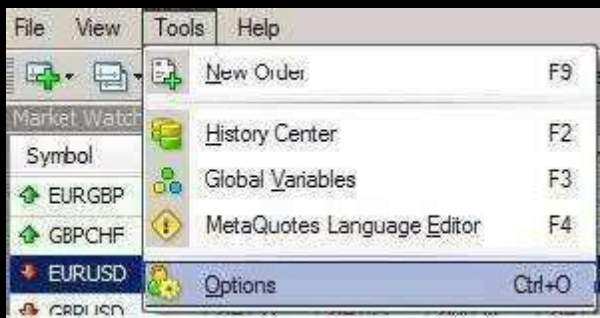 File View Tools Help
New Order F9
Market Watch
History Center F2
Symbol
Global Variables F3
EURGBP
MetaQuotes Language Editor F4
GBPCHF
EURUSD
Options Ctrl+O
GBPUSD